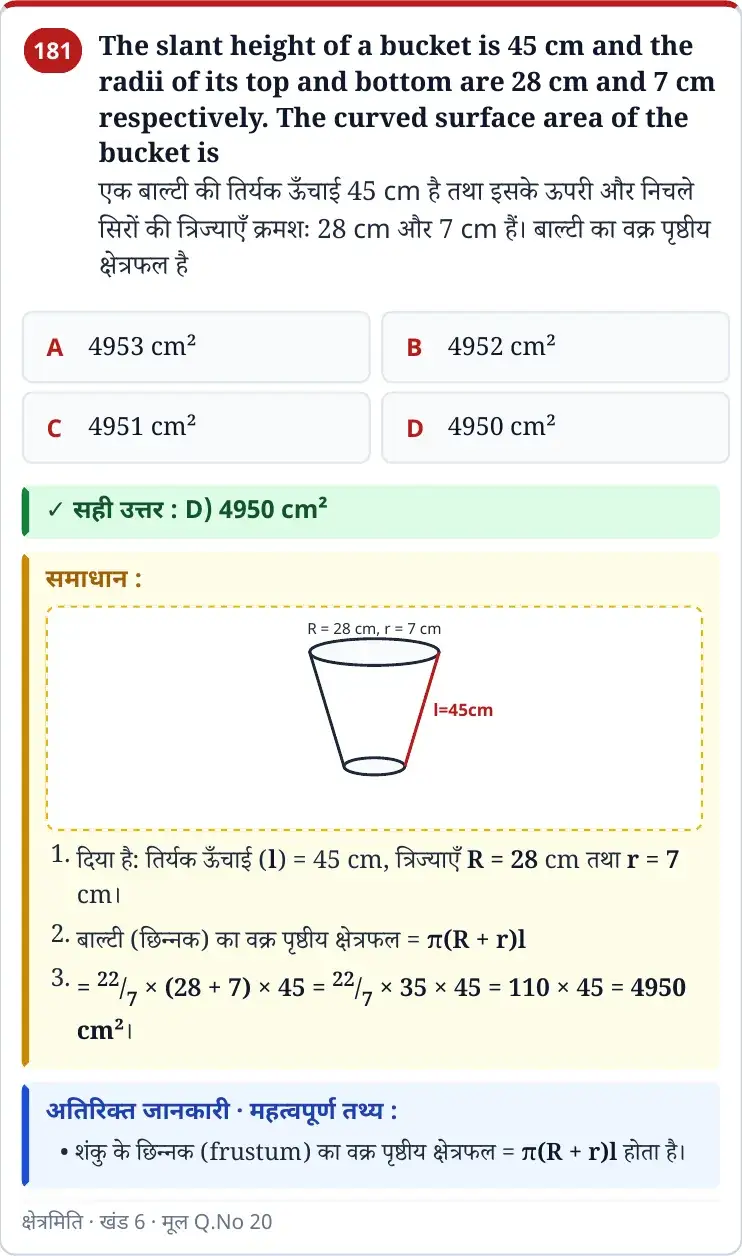 181
The slant height of a bucket is 45 cm and the
radii of its top and bottom are 28 cm and 7 cm
respectively. The curved surface area of the
bucket is
एक बाल्टी की तिर्यक ऊँचाई 45 cm है तथा इसके ऊपरी और निचले
सिरों की त्रिज्याएँ क्रमशः 28 cm और 7 cm हैं। बाल्टी का वक्र पृष्ठीय
क्षेत्रफल है
A 4953 cm²
B 4952 cm²
C 4951 cm²
D 4950 cm²
✓ सही उत्तर : D) 4950 cm²
समाधान :
R = 28 cm, r = 7 cm
l=45cm
1. दिया है: तिर्यक ऊँचाई (l) = 45 cm, त्रिज्याएँ R = 28 cm तथा r = 7
cm।
2. बाल्टी (छिन्नक) का वक्र पृष्ठीय क्षेत्रफल = π(R + r)l
3. = 22/7 × (28 + 7) × 45 = 22/7 × 35 × 45 = 110 × 45 = 4950
cm²।
अतिरिक्त जानकारी · महत्वपूर्ण तथ्य :
• शंकु के छिन्नक (frustum) का वक्र पृष्ठीय क्षेत्रफल = π(R + r)l होता है।
क्षेत्रमिति · खंड 6 · मूल Q.No 20